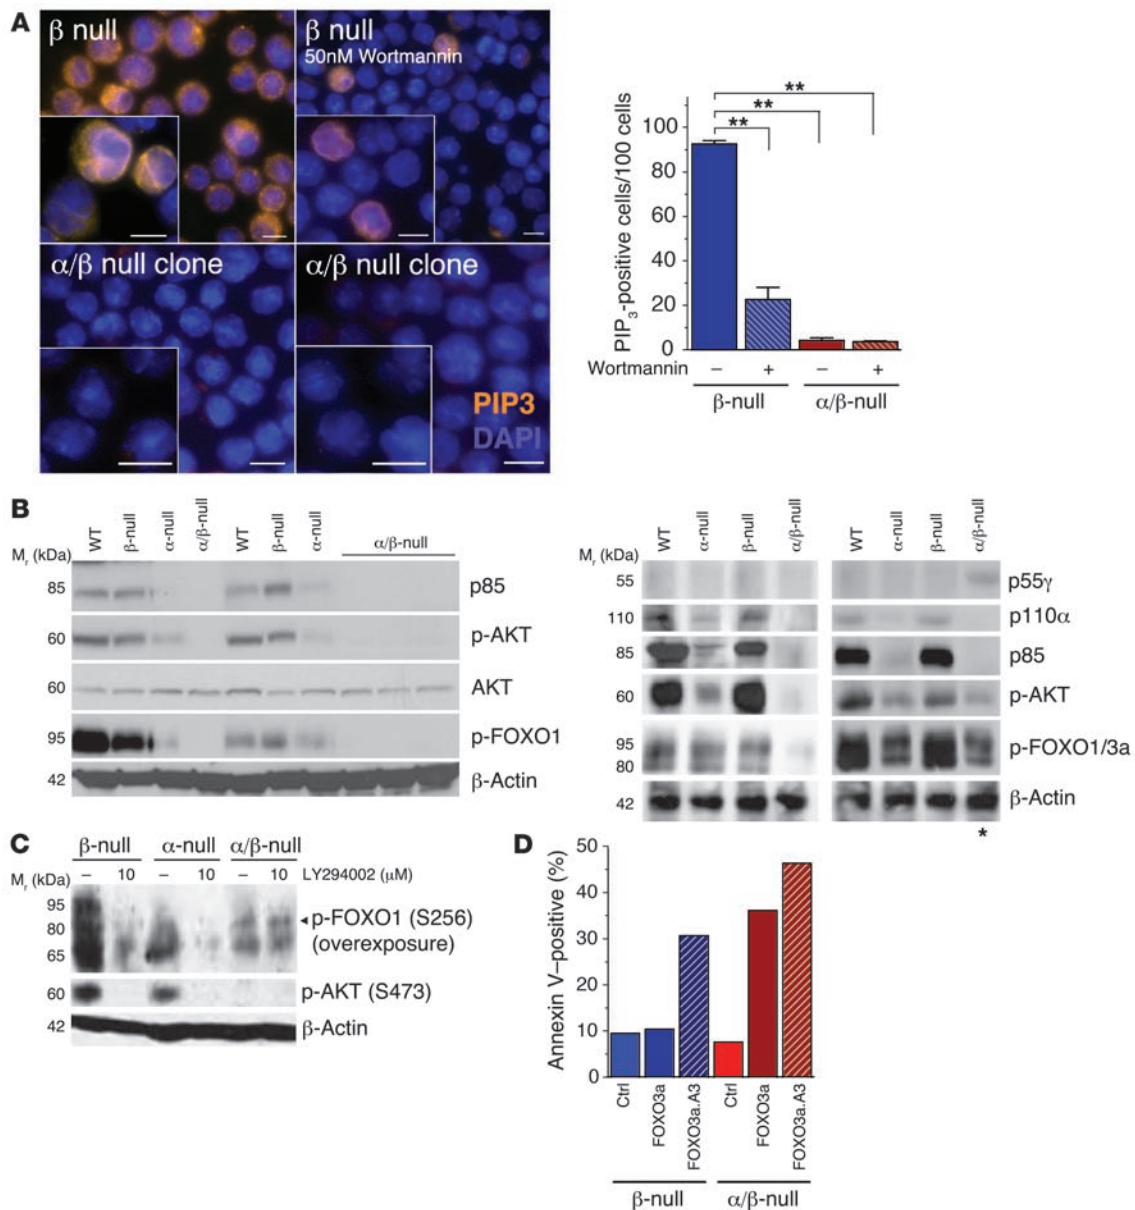 A
β null
β null
50nM Wortmannin
α/β null clone
α/β null clone
PIP3
DAPI
PIP₃-positive cells/100 cells
100
80
60
40
20
0
**
**
**
Wortmannin − + − +
β-null α/β-null
B
Mr (kDa)
WT β-null α-null α/β-null WT β-null α-null α/β-null
85 p85
60 p-AKT
60 AKT
95 p-FOXO1
42 β-Actin
Mr (kDa)
WT α-null β-null α/β-null WT α-null β-null α/β-null
55 p55γ
110 p110α
85 p85
60 p-AKT
95 p-FOXO1/3a
80
42 β-Actin
*
C
β-null α-null α/β-null
Mr (kDa) − 10 − 10 − 10 LY294002 (μM)
95
80 p-FOXO1 (S256)
65 (overexposure)
60 p-AKT (S473)
42 β-Actin
D
Annexin V–positive (%)
50
40
30
20
10
0
Ctrl FOXO3a FOXO3a.A3 Ctrl FOXO3a FOXO3a.A3
β-null α/β-null